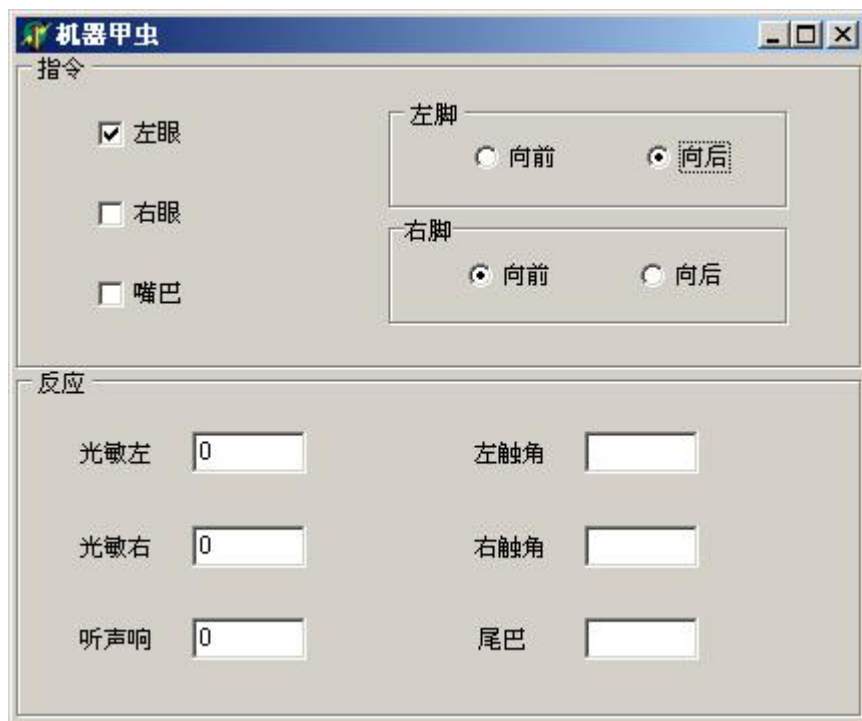 机器甲虫
指令
左眼
左脚
向前 向后
右眼
右脚
向前 向后
嘴巴
反应
光敏左 0 左触角
光敏右 0 右触角
听声响 0 尾巴